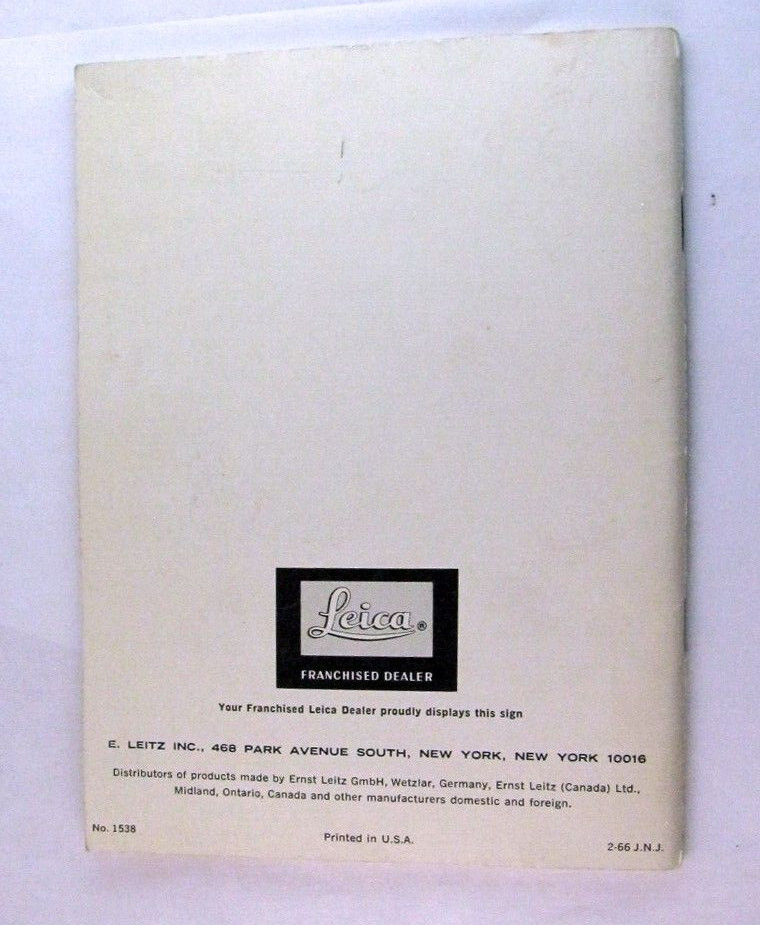 Leica®
FRANCHISED DEALER
Your Franchised Leica Dealer proudly displays this sign
E. LEITZ INC., 468 PARK AVENUE SOUTH, NEW YORK, NEW YORK 10016
Distributors of products made by Ernst Leitz GmbH, Wetzlar, Germany, Ernst Leitz (Canada) Ltd.,
Midland, Ontario, Canada and other manufacturers domestic and foreign.
No. 1538
Printed in U.S.A.
2-66 J.N.J.